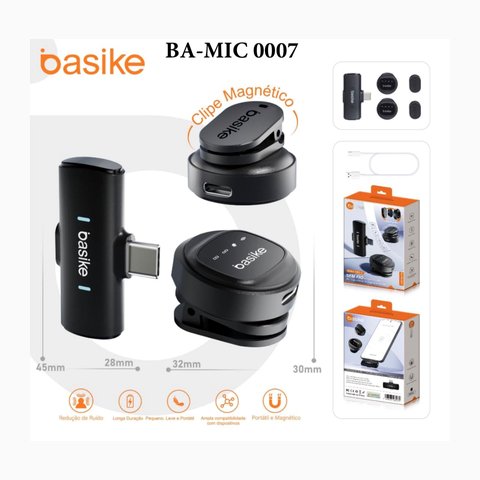 basike
BA-MIC 0007
Clipe Magnético
basike
basike
basike
45mm
28mm
32mm
30mm
Redução de Ruído
Longa Duração
Pequeno, Leve e Portátil
Ampla compatibilidade
com dispositivos
Portátil e Magnético